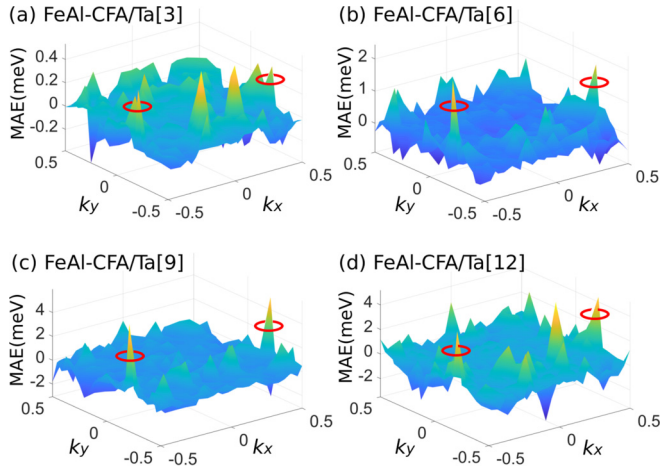 (a) FeAl-CFA/Ta[3]
MAE(meV)
0.4
0.2
0
-0.2
0.5
0
-0.5
ky
-0.5
0
0.5
kx
(b) FeAl-CFA/Ta[6]
MAE(meV)
2
1
0
0.5
0
-0.5
ky
-0.5
0
0.5
kx
(c) FeAl-CFA/Ta[9]
MAE(meV)
4
2
0
-2
0.5
0
-0.5
ky
-0.5
0
0.5
kx
(d) FeAl-CFA/Ta[12]
MAE(meV)
4
2
0
-2
0.5
0
-0.5
ky
-0.5
0
0.5
kx